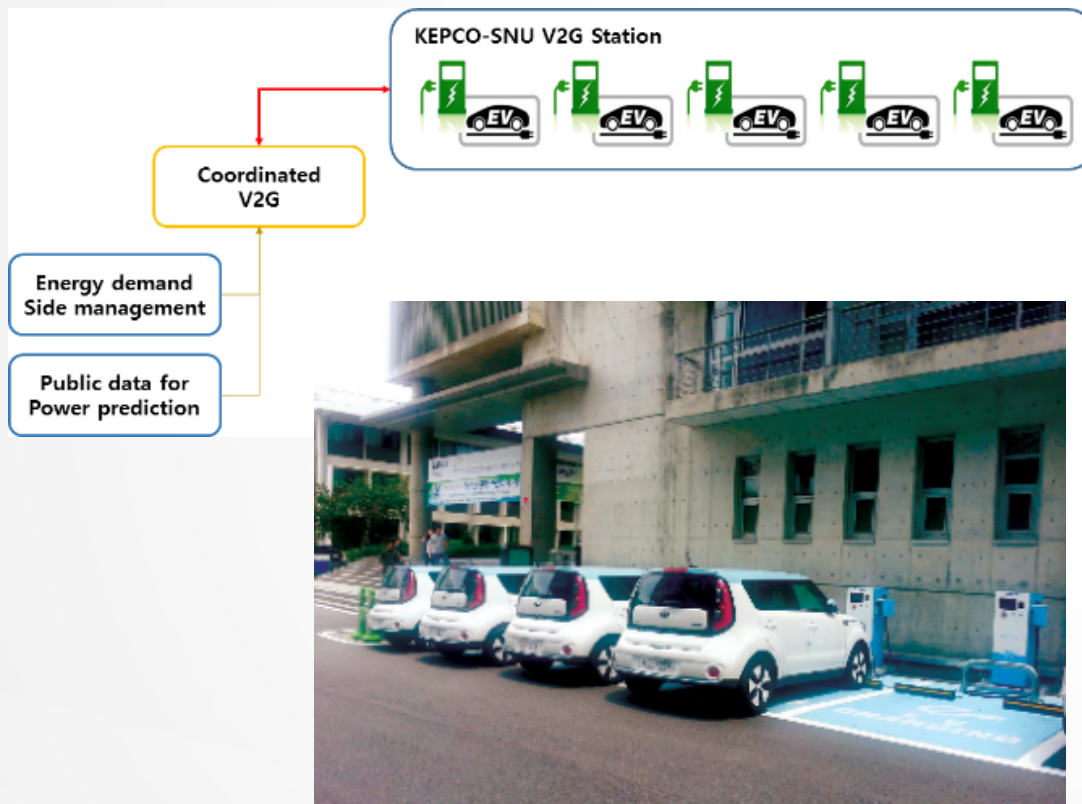 KEPCO-SNU V2G Station
EV
EV
EV
EV
EV
Coordinated
V2G
Energy demand
Side management
Public data for
Power prediction
CHARGING